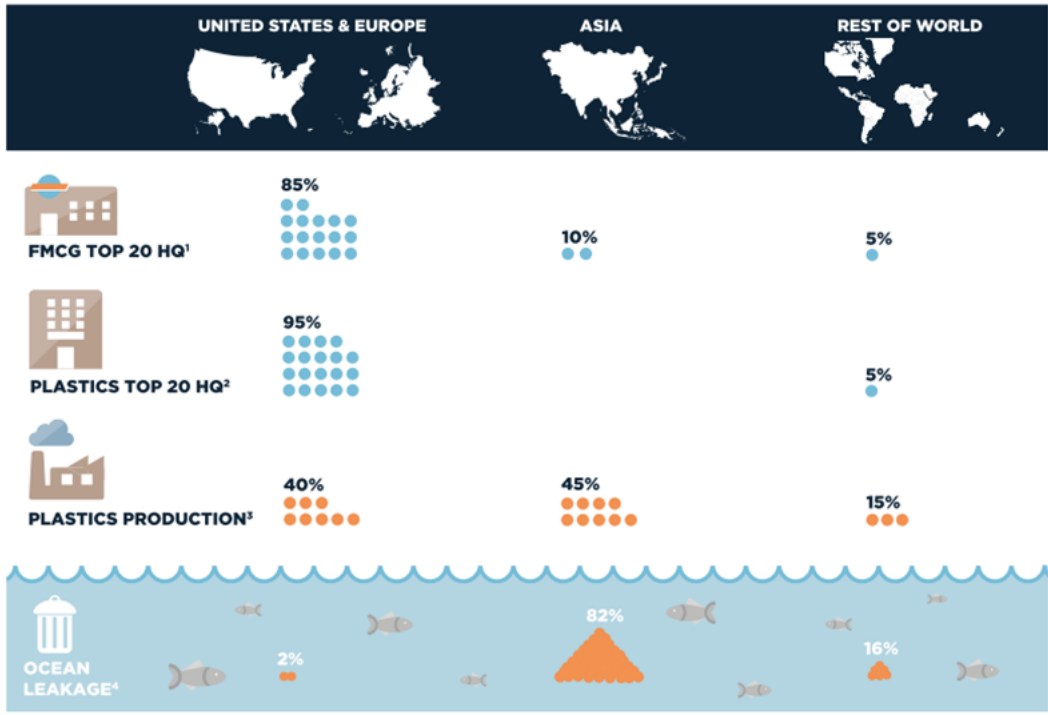 UNITED STATES & EUROPE
ASIA
REST OF WORLD
85%
10%
5%
FMCG TOP 20 HQ¹
95%
5%
PLASTICS TOP 20 HQ²
40%
45%
15%
PLASTICS PRODUCTION³
82%
2%
16%
OCEAN
LEAKAGE⁴